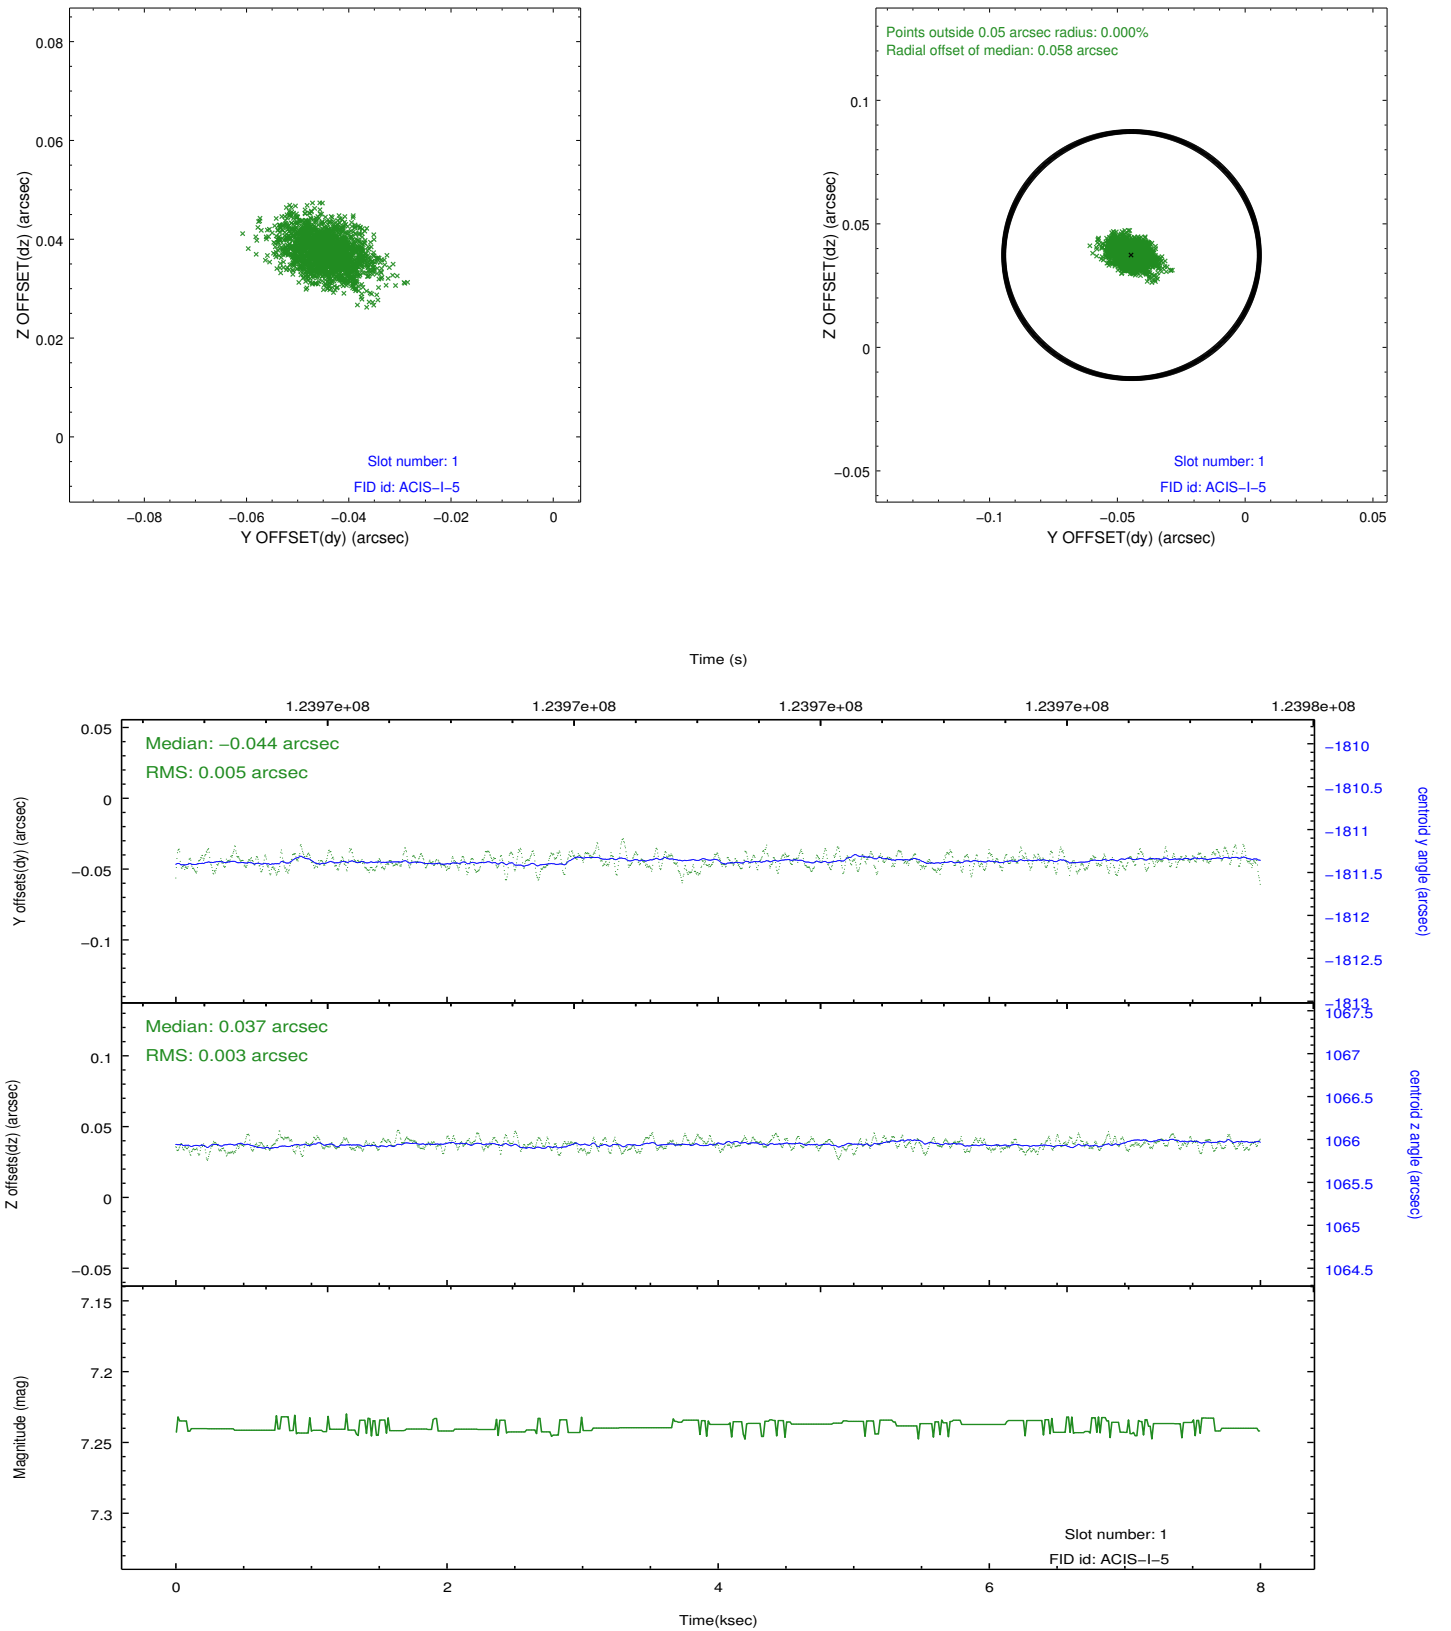 0.08
0.06
0.04
0.02
0
Z OFFSET(dz) (arcsec)
Slot number: 1
FID id: ACIS−I−5
−0.08
−0.06
−0.04
−0.02
0
Y OFFSET(dy) (arcsec)
Points outside 0.05 arcsec radius: 0.000%
Radial offset of median: 0.058 arcsec
0.1
0.05
0
−0.05
Z OFFSET(dz) (arcsec)
Slot number: 1
FID id: ACIS−I−5
−0.1
−0.05
0
0.05
Y OFFSET(dy) (arcsec)
Time (s)
1.2397e+08
1.2397e+08
1.2397e+08
1.2397e+08
1.2398e+08
Median: −0.044 arcsec
RMS: 0.005 arcsec
0.05
0
−0.05
−0.1
Y offsets(dy) (arcsec)
−1810
−1810.5
−1811
−1811.5
−1812
−1812.5
−1813
centroid y angle (arcsec)
Median: 0.037 arcsec
RMS: 0.003 arcsec
0.1
0.05
0
−0.05
Z offsets(dz) (arcsec)
1067.5
1067
1066.5
1066
1065.5
1065
1064.5
centroid z angle (arcsec)
7.15
7.2
7.25
7.3
Magnitude (mag)
Slot number: 1
FID id: ACIS−I−5
0
2
4
6
8
Time(ksec)